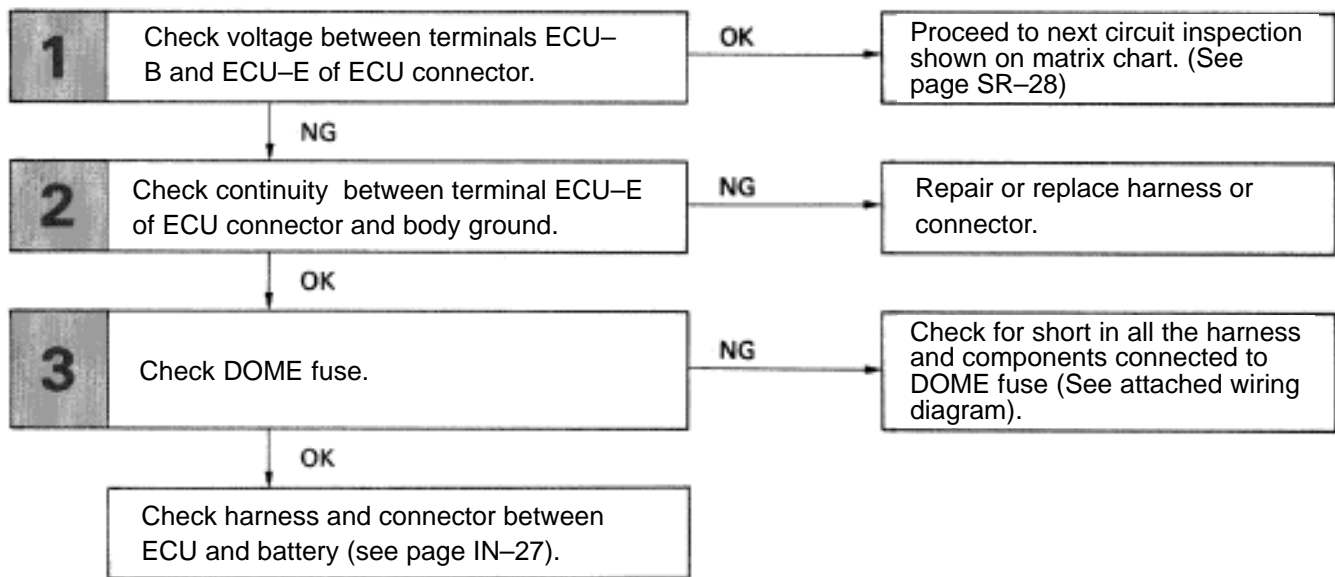 1
Check voltage between terminals ECU–
B and ECU–E of ECU connector.
OK
Proceed to next circuit inspection
shown on matrix chart. (See
page SR–28)
NG
2
Check continuity between terminal ECU–E
of ECU connector and body ground.
NG
Repair or replace harness or
connector.
OK
3
Check DOME fuse.
NG
Check for short in all the harness
and components connected to
DOME fuse (See attached wiring
diagram).
OK
Check harness and connector between
ECU and battery (see page IN–27).